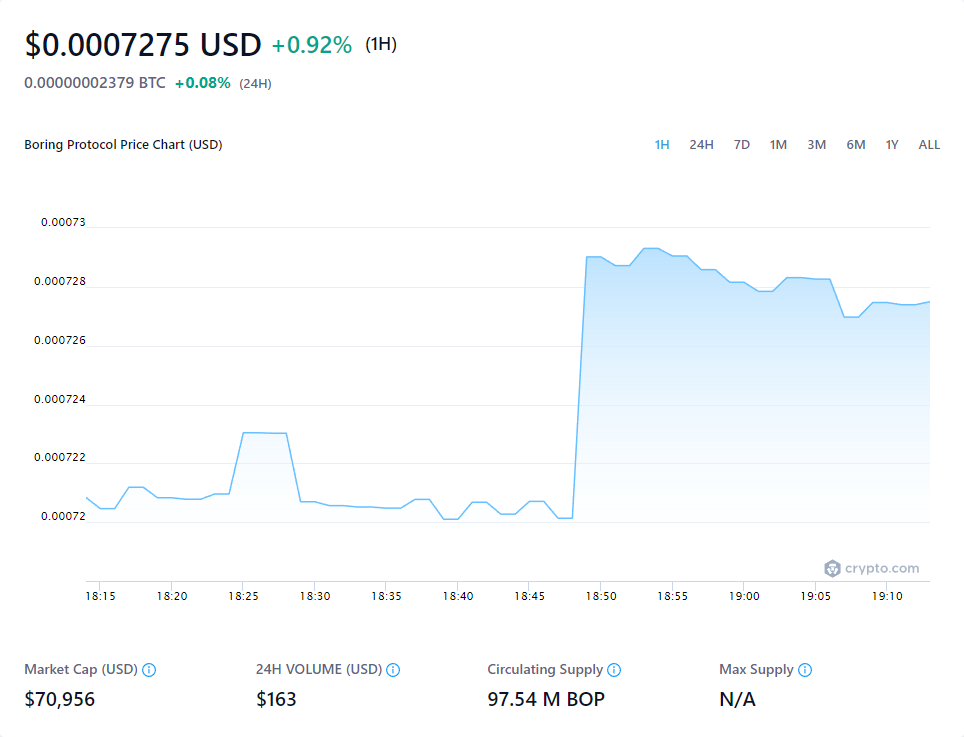 $0.0007275 USD +0.92% (1H)
0.00000002379 BTC +0.08% (24H)
Boring Protocol Price Chart (USD)
1H 24H 7D 1M 3M 6M 1Y ALL
0.00073
0.000728
0.000726
0.000724
0.000722
0.00072
crypto.com
18:15 18:20 18:25 18:30 18:35 18:40 18:45 18:50 18:55 19:00 19:05 19:10
Market Cap (USD) 24H VOLUME (USD) Circulating Supply Max Supply
$70,956 $163 97.54 M BOP N/A